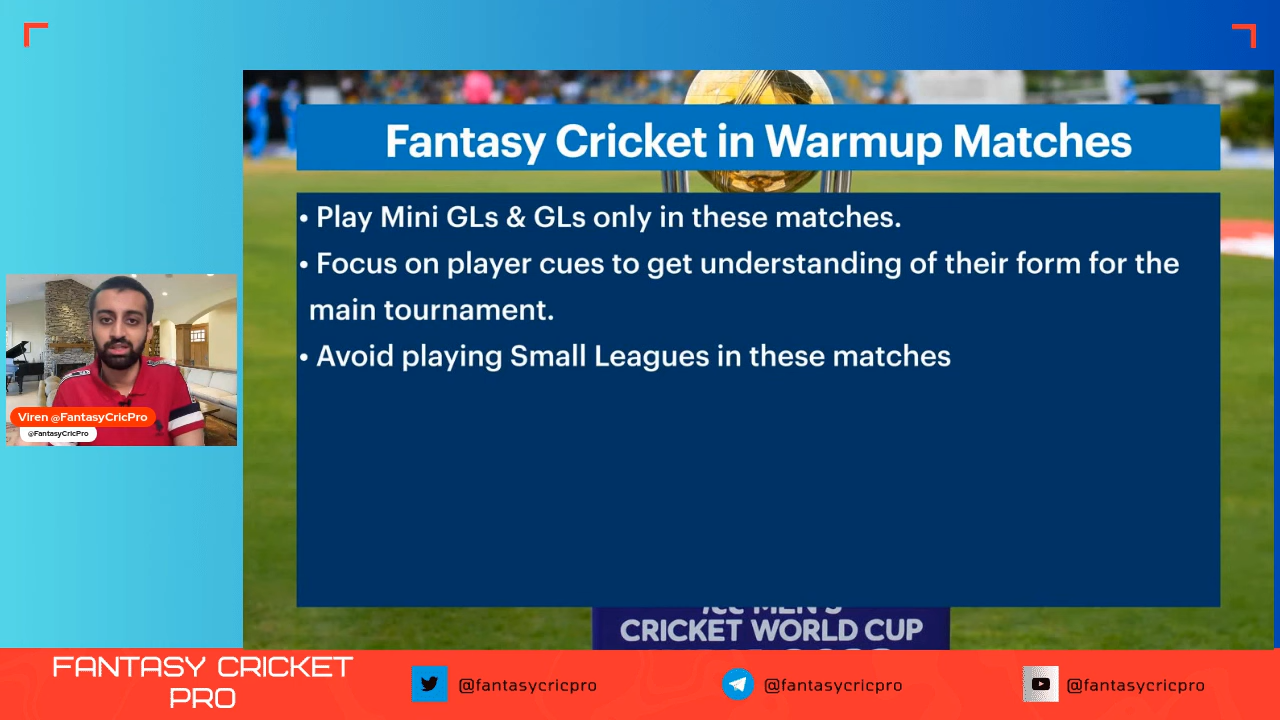 Fantasy Cricket in Warmup Matches
• Play Mini GLs & GLs only in these matches.
• Focus on player cues to get understanding of their form for the
main tournament.
• Avoid playing Small Leagues in these matches
Viren @FantasyCricPro
@FantasyCricPro
ICC MEN'S
CRICKET WORLD CUP
FANTASY CRICKET
PRO
@fantasycricpro
@fantasycricpro
@fantasycricpro